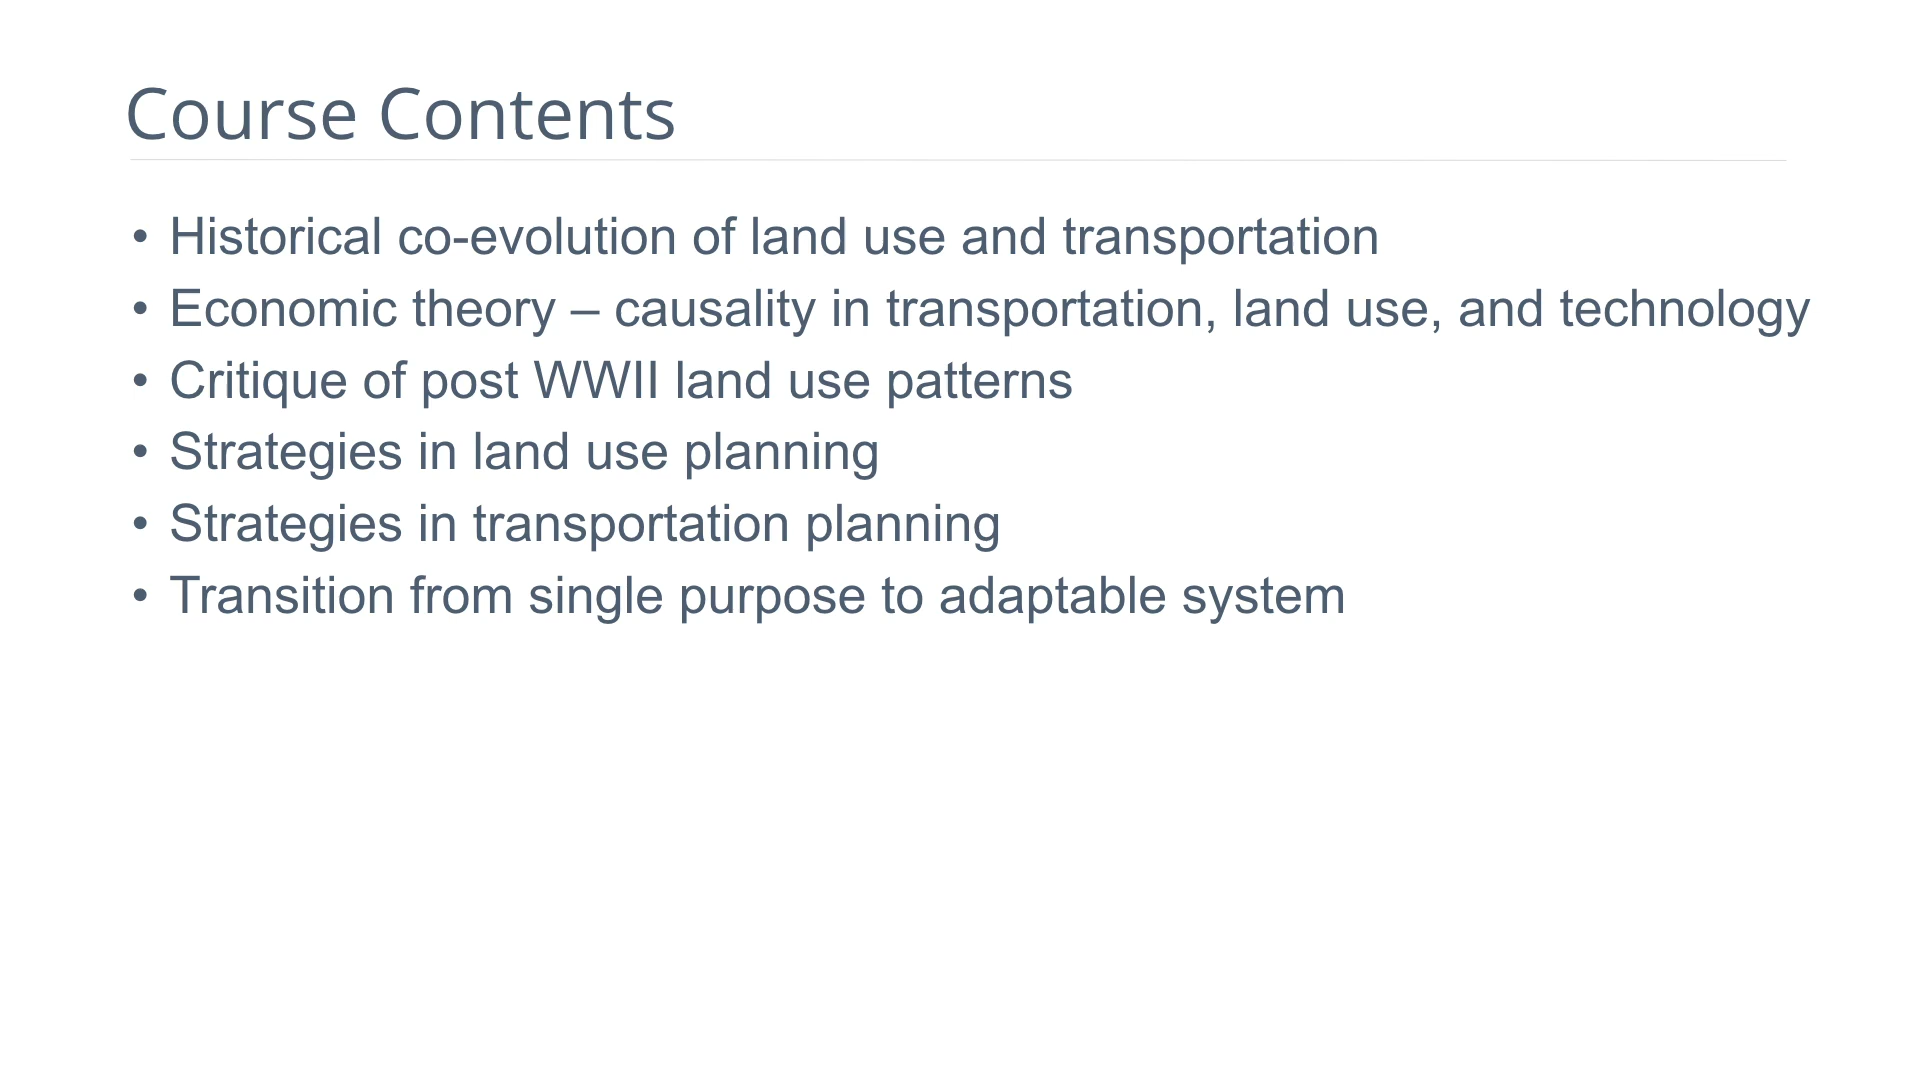 Course Contents
• Historical co-evolution of land use and transportation
• Economic theory – causality in transportation, land use, and technology
• Critique of post WWII land use patterns
• Strategies in land use planning
• Strategies in transportation planning
• Transition from single purpose to adaptable system